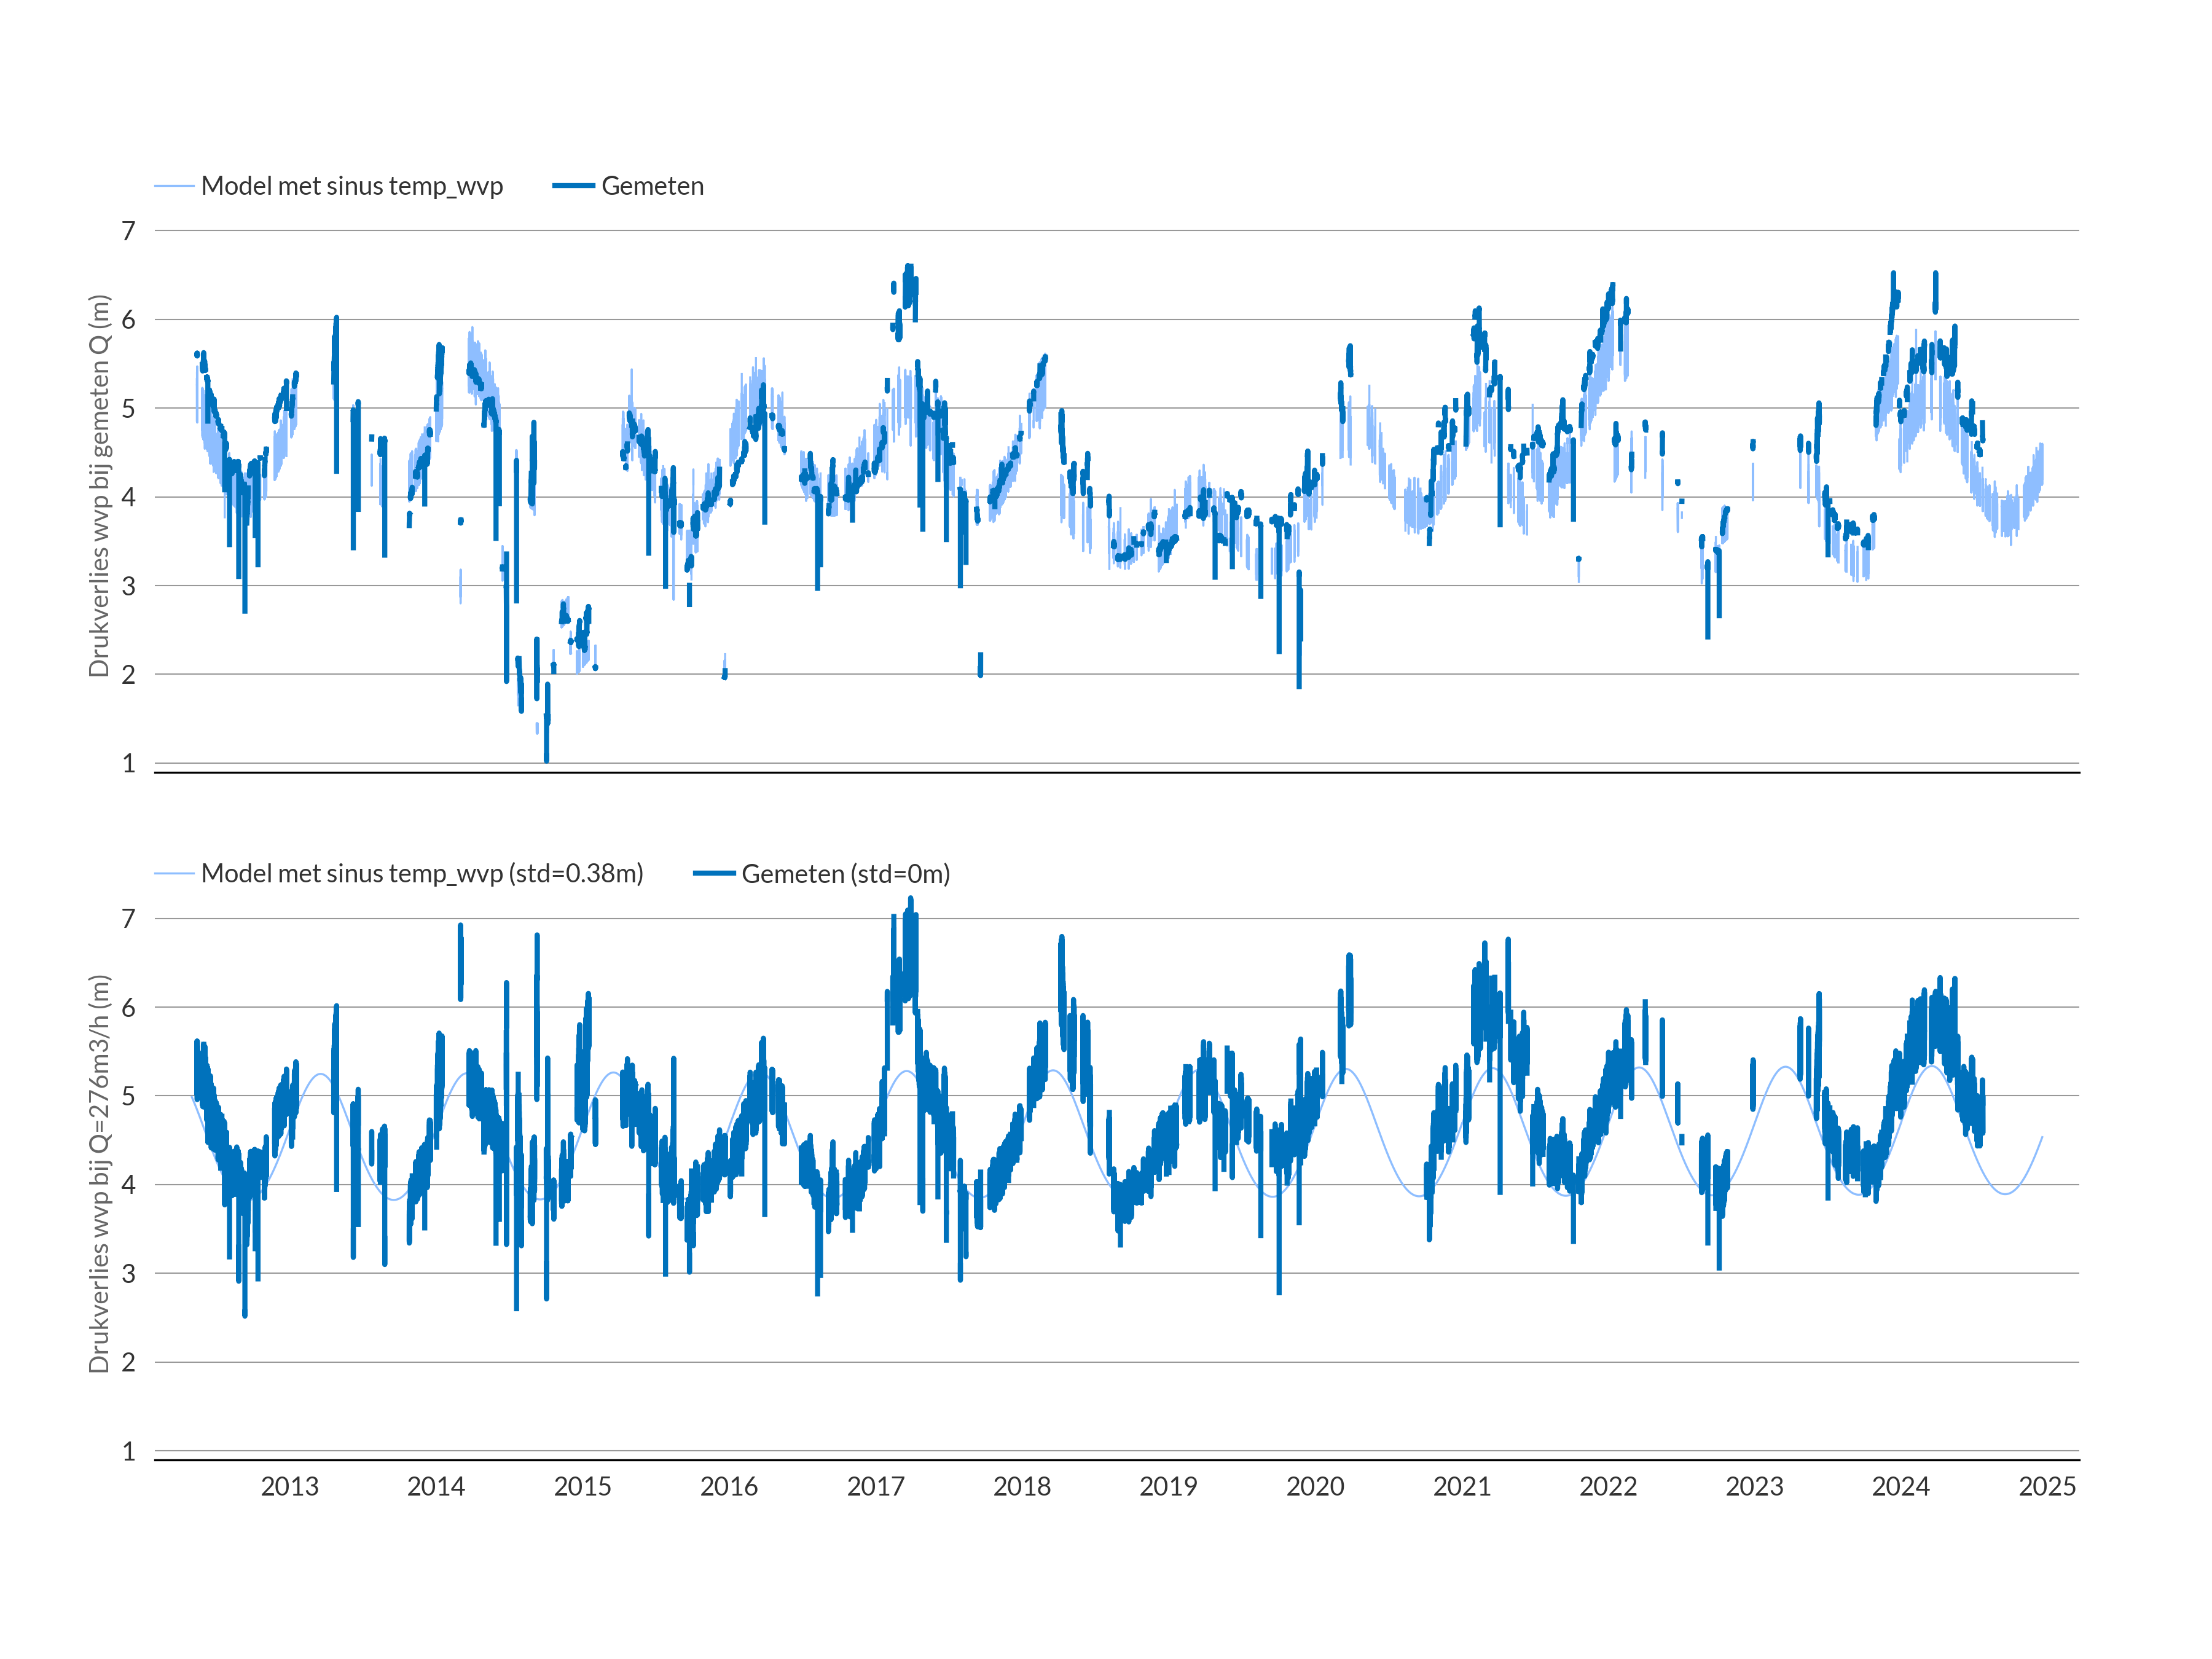 Model met sinus temp_wvp Gemeten
Drukverlies wvp bij gemeten Q (m)
7
6
5
4
3
2
1
Model met sinus temp_wvp (std=0.38m) Gemeten (std=0m)
Drukverlies wvp bij Q=276m3/h (m)
7
6
5
4
3
2
1
2013 2014 2015 2016 2017 2018 2019 2020 2021 2022 2023 2024 2025